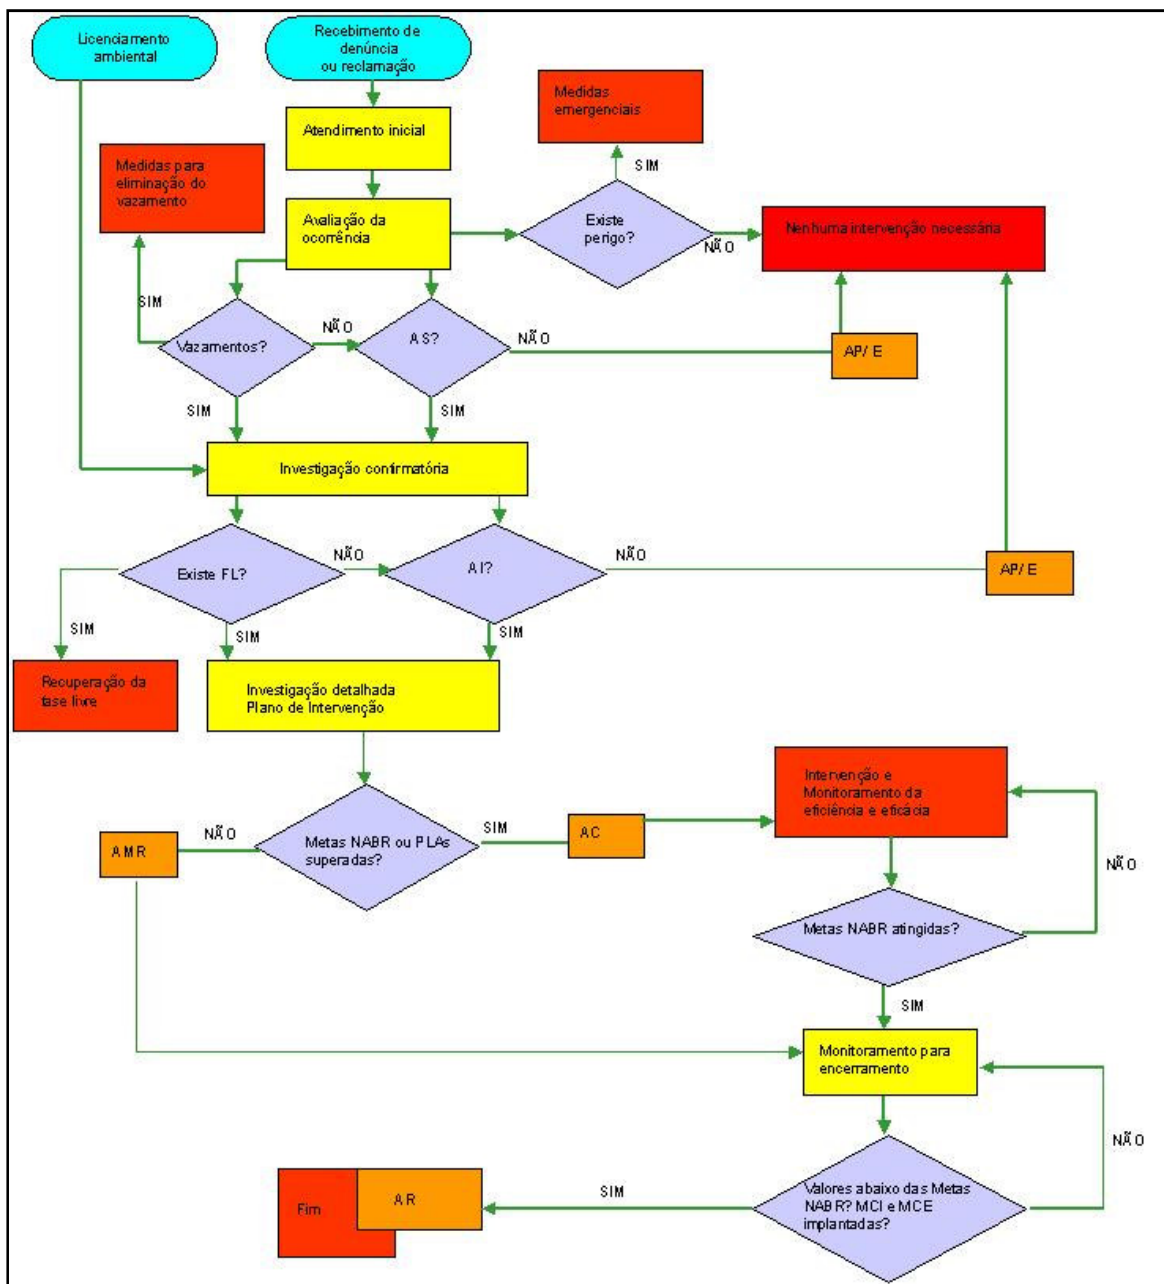 Licenciamento
ambiental
Recebimento de
denúncia
ou reclamação
Medidas
emergenciais
Atendimento inicial
SIM
Medidas para
eliminação do
vazamento
Avaliação da
ocorrência
Existe
perigo?
NÃO
Nenhuma intervenção necessária
SIM
Vazamentos?
NÃO
AS?
NÃO
AP/ E
SIM
SIM
Investigação confirmatória
Existe FL?
NÃO
AI?
NÃO
AP/ E
SIM
SIM
SIM
Recuperação da
fase livre
Investigação detalhada
Plano de Intervenção
Intervenção e
Monitoramento da
eficiência e eficácia
AMR
NÃO
Metas NABR ou PLAs
superadas?
SIM
AC
NÃO
Metas NABR atingidas?
SIM
Monitoramento para
encerramento
NÃO
Valores abaixo das Metas
NABR? MCI e MCE
implantadas?
SIM
AR
Fim